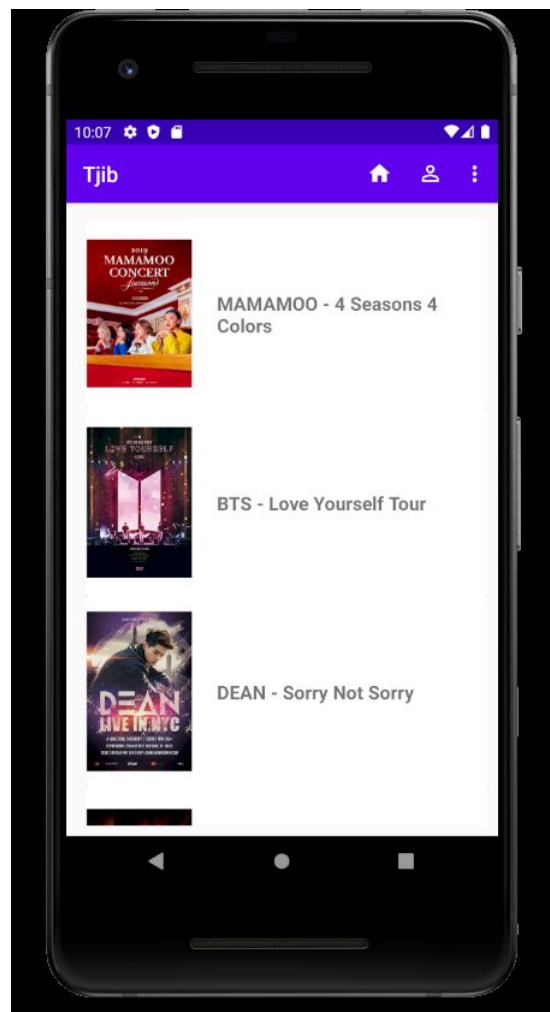 10:07
Tjib
2019
MAMAMOO
CONCERT
MAMAMOO - 4 Seasons 4
Colors
LOVE YOURSELF
BTS - Love Yourself Tour
DEAN
LIVE IN NYC
DEAN - Sorry Not Sorry